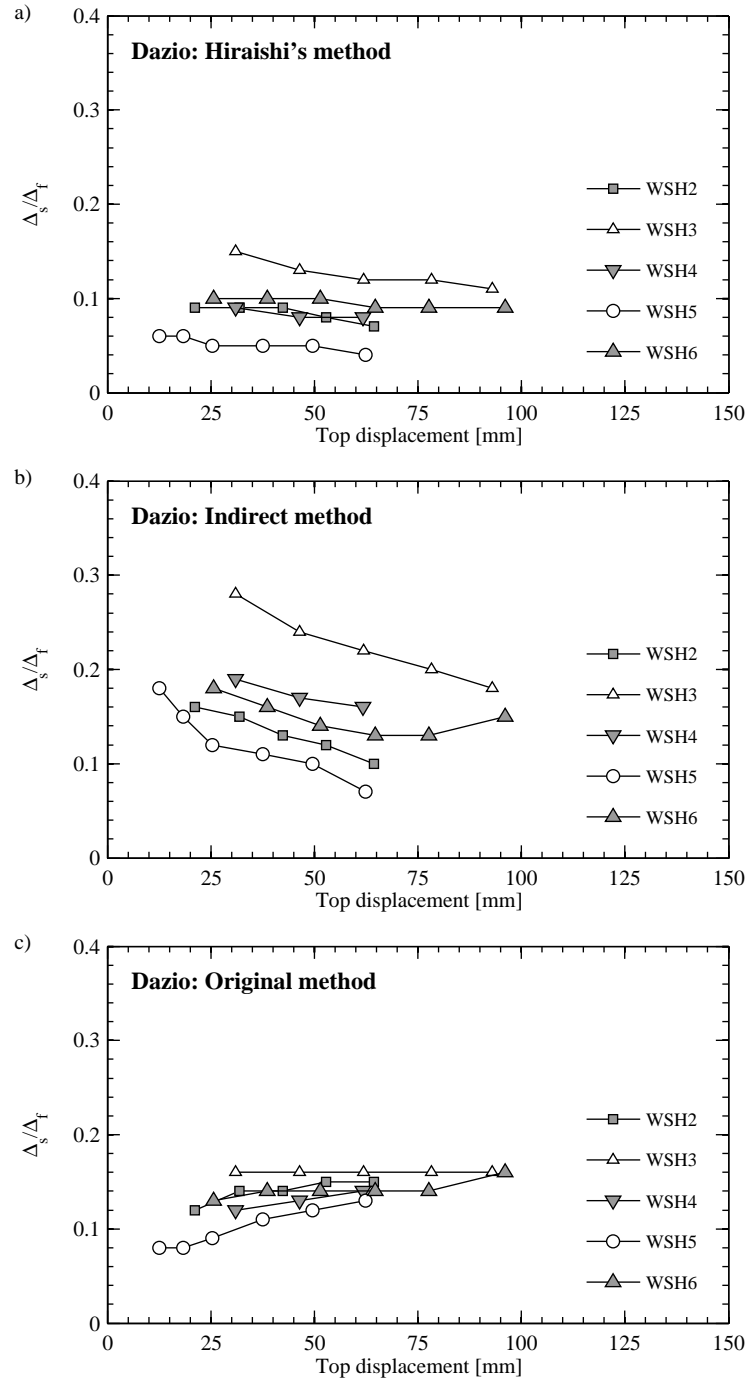 a)
0.4
Dazio: Hiraishi's method
0.3
Δs/Δf
0.2
0.1
0
WSH2
WSH3
WSH4
WSH5
WSH6
0 25 50 75 100 125 150
Top displacement [mm]
b)
0.4
Dazio: Indirect method
0.3
Δs/Δf
0.2
0.1
0
WSH2
WSH3
WSH4
WSH5
WSH6
0 25 50 75 100 125 150
Top displacement [mm]
c)
0.4
Dazio: Original method
0.3
Δs/Δf
0.2
0.1
0
WSH2
WSH3
WSH4
WSH5
WSH6
0 25 50 75 100 125 150
Top displacement [mm]